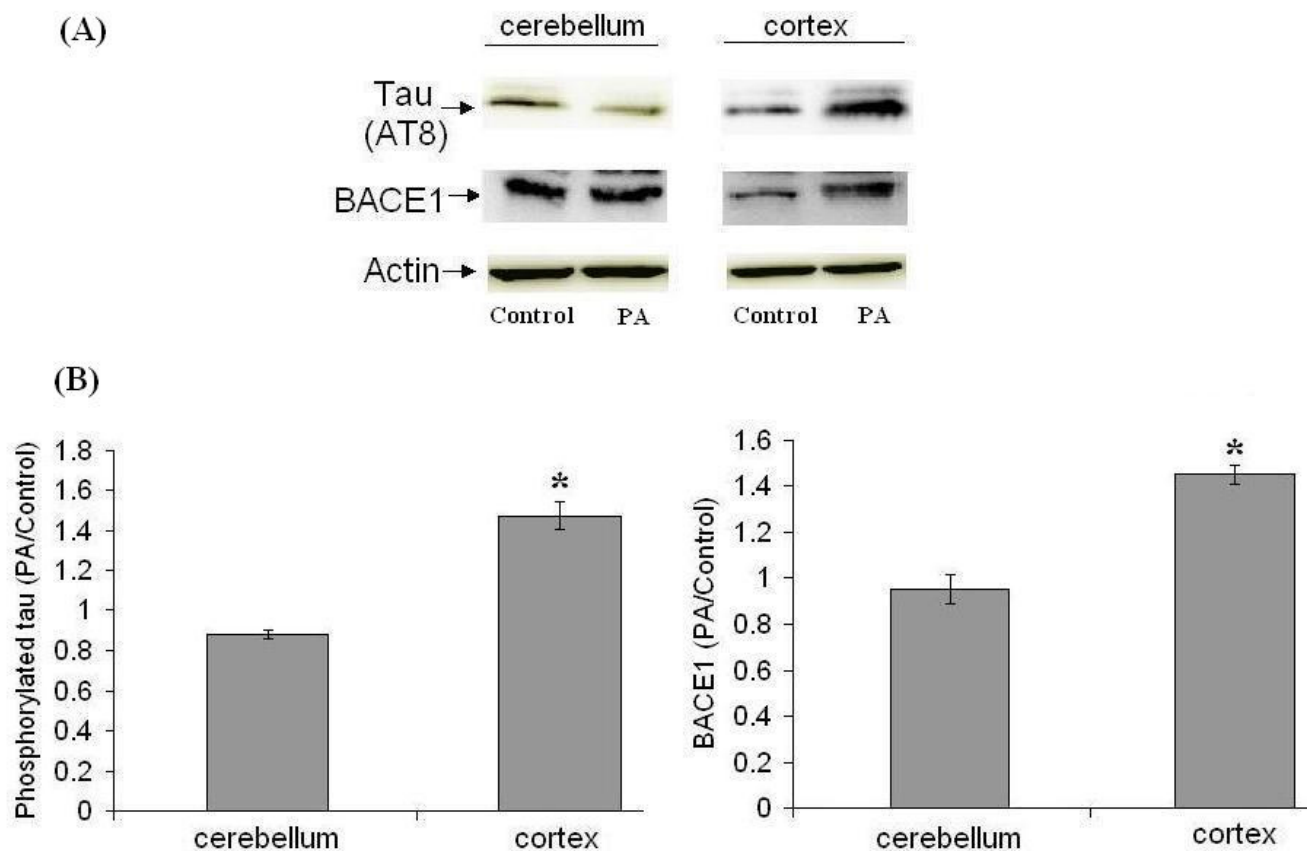 (A)
cerebellum cortex
Tau
(AT8)
BACE1
Actin
Control PA Control PA
(B)
Phosphorylated tau (PA/Control)
1.8
1.6
1.4
1.2
1
0.8
0.6
0.4
0.2
0
*
cerebellum cortex
BACE1 (PA/Control)
1.6
1.4
1.2
1
0.8
0.6
0.4
0.2
0
*
cerebellum cortex